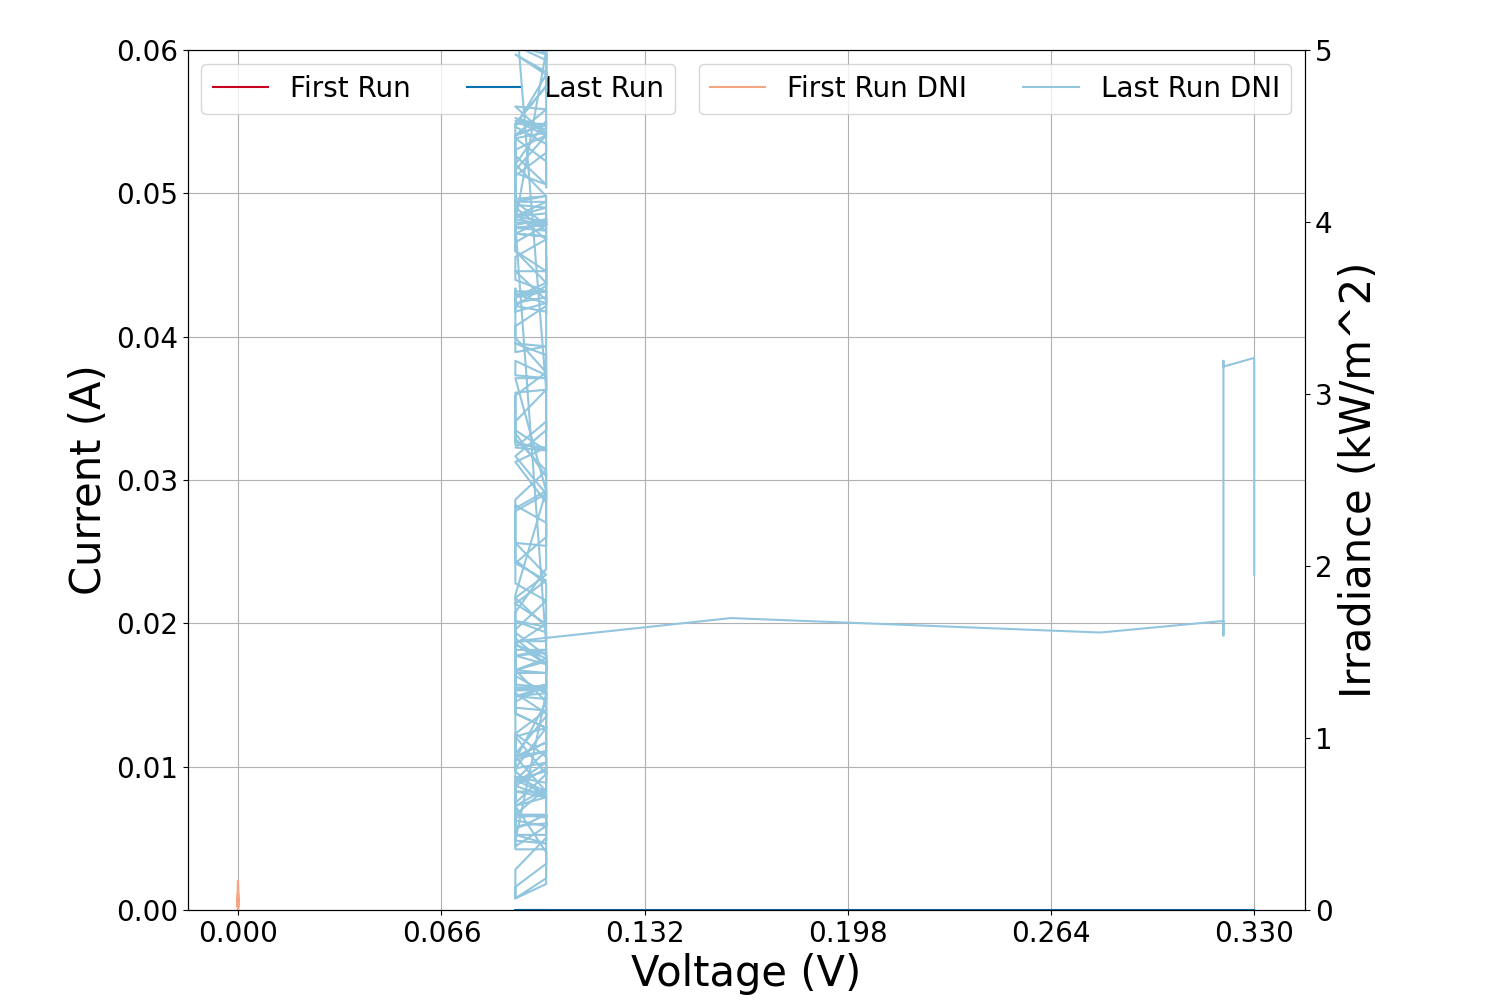 First Run
Last Run
First Run DNI
Last Run DNI
0.06
0.05
0.04
0.03
0.02
0.01
0.00
Current (A)
5
4
3
2
1
0
Irradiance (kW/m^2)
0.000
0.066
0.132
0.198
0.264
0.330
Voltage (V)